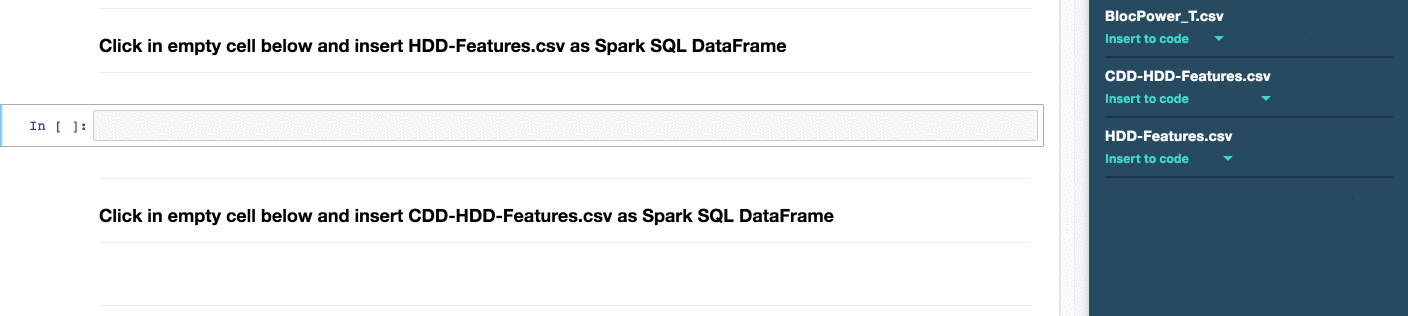 Click in empty cell below and insert HDD-Features.csv as Spark SQL DataFrame
In [ ]:
Click in empty cell below and insert CDD-HDD-Features.csv as Spark SQL DataFrame
BlocPower_T.csv
Insert to code
CDD-HDD-Features.csv
Insert to code
HDD-Features.csv
Insert to code